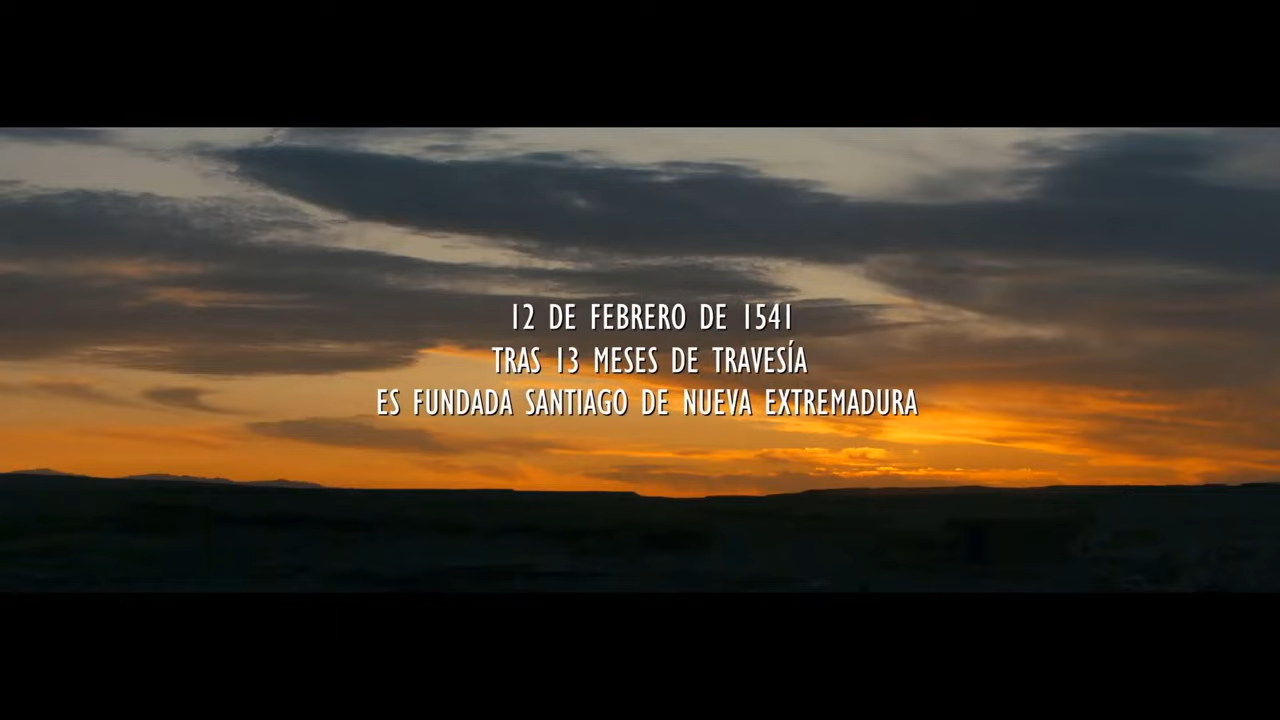 12 DE FEBRERO DE 1541
TRAS 13 MESES DE TRAVESÍA
ES FUNDADA SANTIAGO DE NUEVA EXTREMADURA